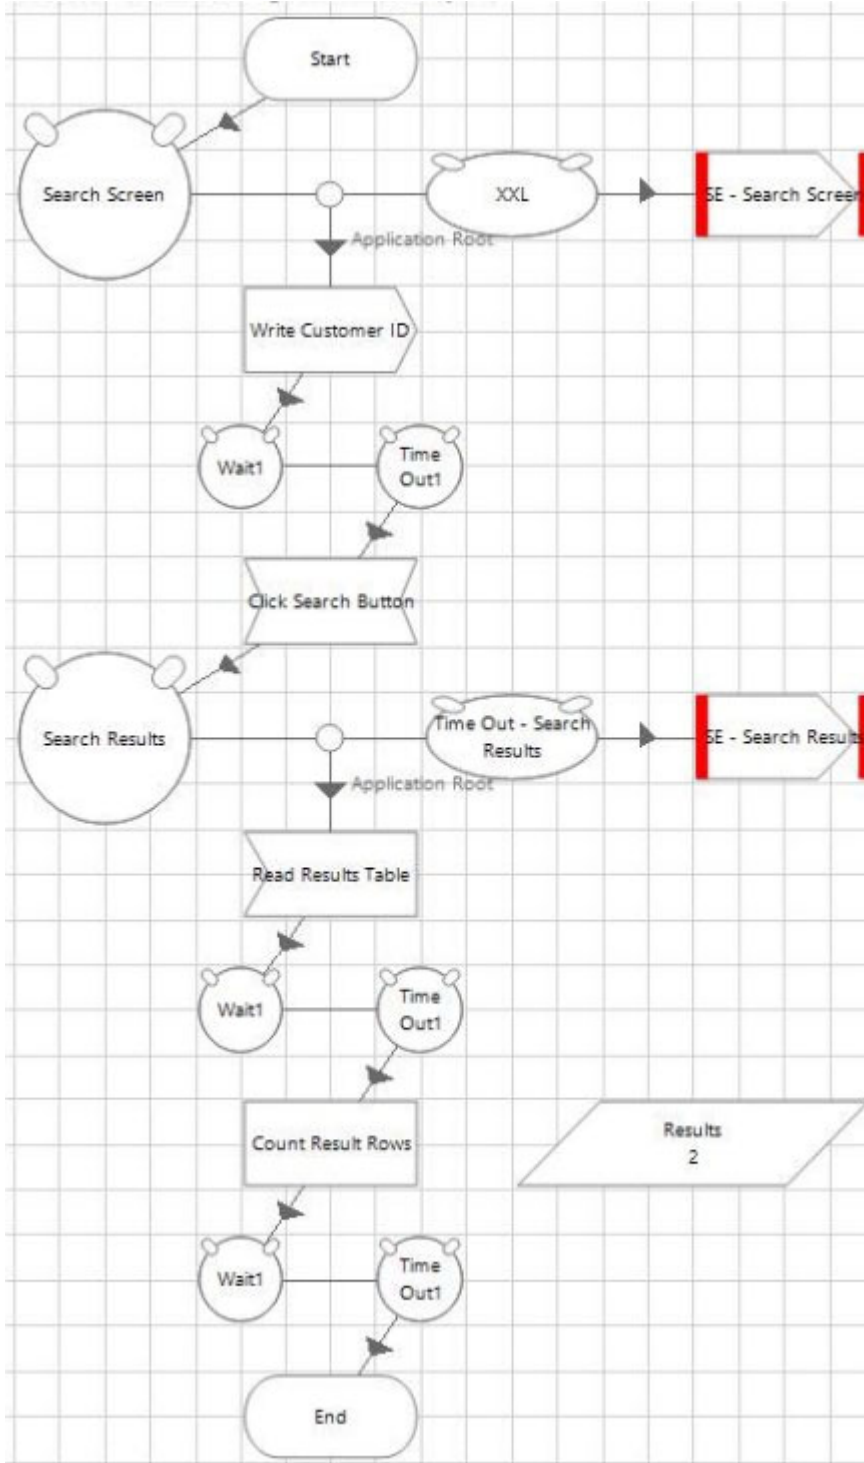 Start
Search Screen
XXL
SE - Search Screen
Application Root
Write Customer ID
Wait1
Time
Out1
Click Search Button
Search Results
Time Out - Search
Results
SE - Search Results
Application Root
Read Results Table
Wait1
Time
Out1
Count Result Rows
Results
2
Wait1
Time
Out1
End